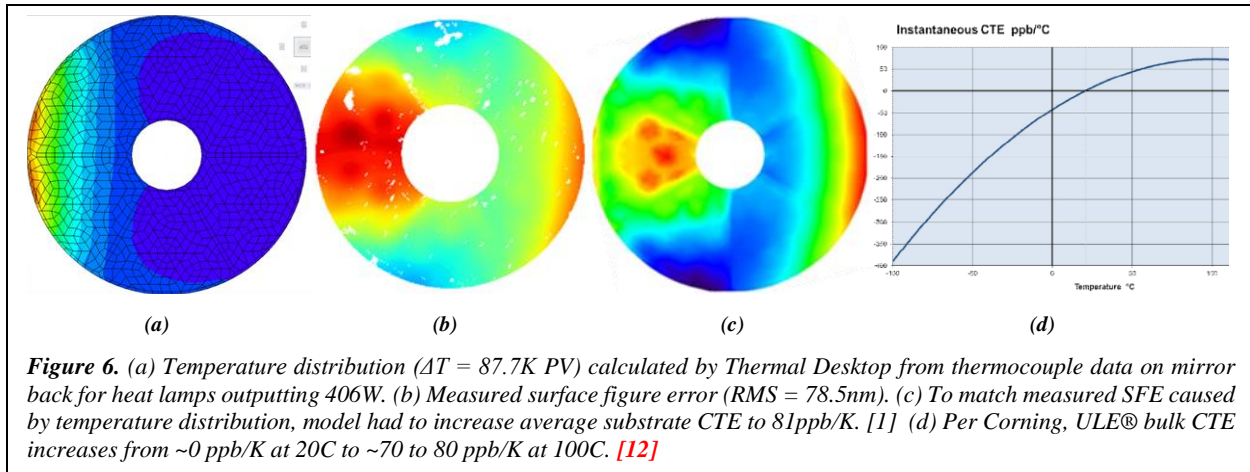 Instantaneous CTE ppb/°C
100
50
0
-50
-100
-150
-200
-250
-300
-350
-400
-100
-50
0
50
100
Temperature °C
(a)
(b)
(c)
(d)
Figure 6. (a) Temperature distribution (ΔT = 87.7K PV) calculated by Thermal Desktop from thermocouple data on mirror
back for heat lamps outputting 406W. (b) Measured surface figure error (RMS = 78.5nm). (c) To match measured SFE caused
by temperature distribution, model had to increase average substrate CTE to 81ppb/K. [1] (d) Per Corning, ULE® bulk CTE
increases from ~0 ppb/K at 20C to ~70 to 80 ppb/K at 100C. [12]